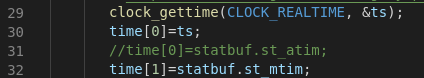 29 clock_gettime(CLOCK_REALTIME, &ts);
30 time[0]=ts;
31 //time[0]=statbuf.st_atim;
32 time[1]=statbuf.st_mtim;